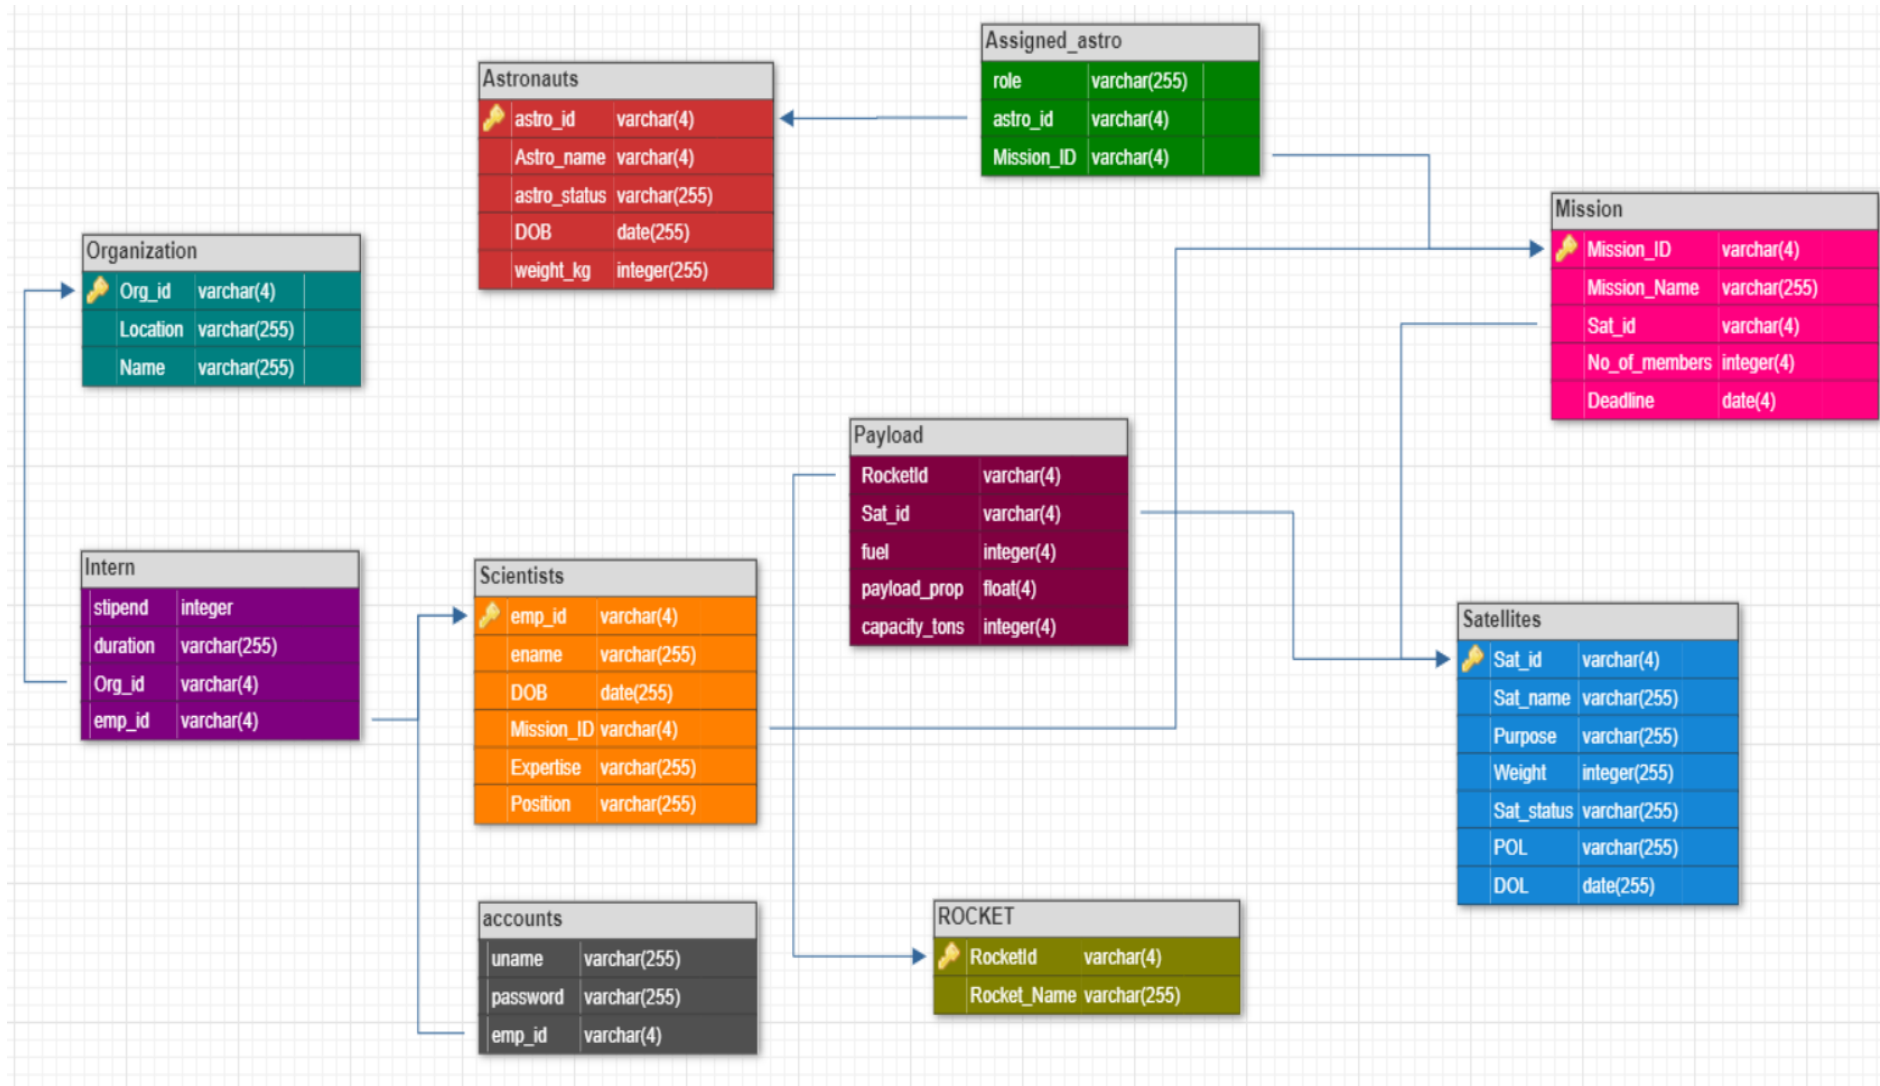 Assigned_astro
role varchar(255)
astro_id varchar(4)
Mission_ID varchar(4)
Astronauts
astro_id varchar(4)
Astro_name varchar(4)
astro_status varchar(255)
DOB date(255)
weight_kg integer(255)
Mission
Mission_ID varchar(4)
Mission_Name varchar(255)
Sat_id varchar(4)
No_of_members integer(4)
Deadline date(4)
Organization
Org_id varchar(4)
Location varchar(255)
Name varchar(255)
Payload
RocketId varchar(4)
Sat_id varchar(4)
fuel integer(4)
payload_prop float(4)
capacity_tons integer(4)
Intern
stipend integer
duration varchar(255)
Org_id varchar(4)
emp_id varchar(4)
Scientists
emp_id varchar(4)
ename varchar(255)
DOB date(255)
Mission_ID varchar(4)
Expertise varchar(255)
Position varchar(255)
Satellites
Sat_id varchar(4)
Sat_name varchar(255)
Purpose varchar(255)
Weight integer(255)
Sat_status varchar(255)
POL varchar(255)
DOL date(255)
accounts
uname varchar(255)
password varchar(255)
emp_id varchar(4)
ROCKET
RocketId varchar(4)
Rocket_Name varchar(255)